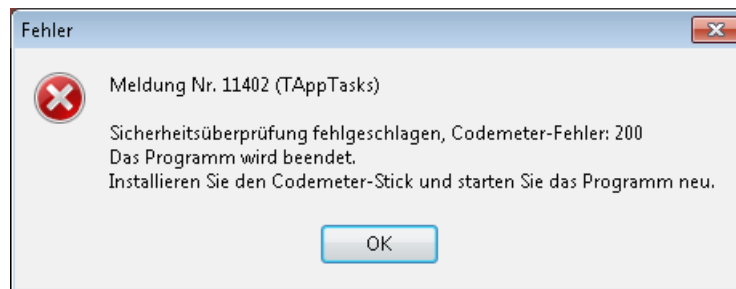 Fehler
Meldung Nr. 11402 (TAppTasks)
Sicherheitsüberprüfung fehlgeschlagen, Codemeter-Fehler: 200
Das Programm wird beendet.
Installieren Sie den Codemeter-Stick und starten Sie das Programm neu.
OK